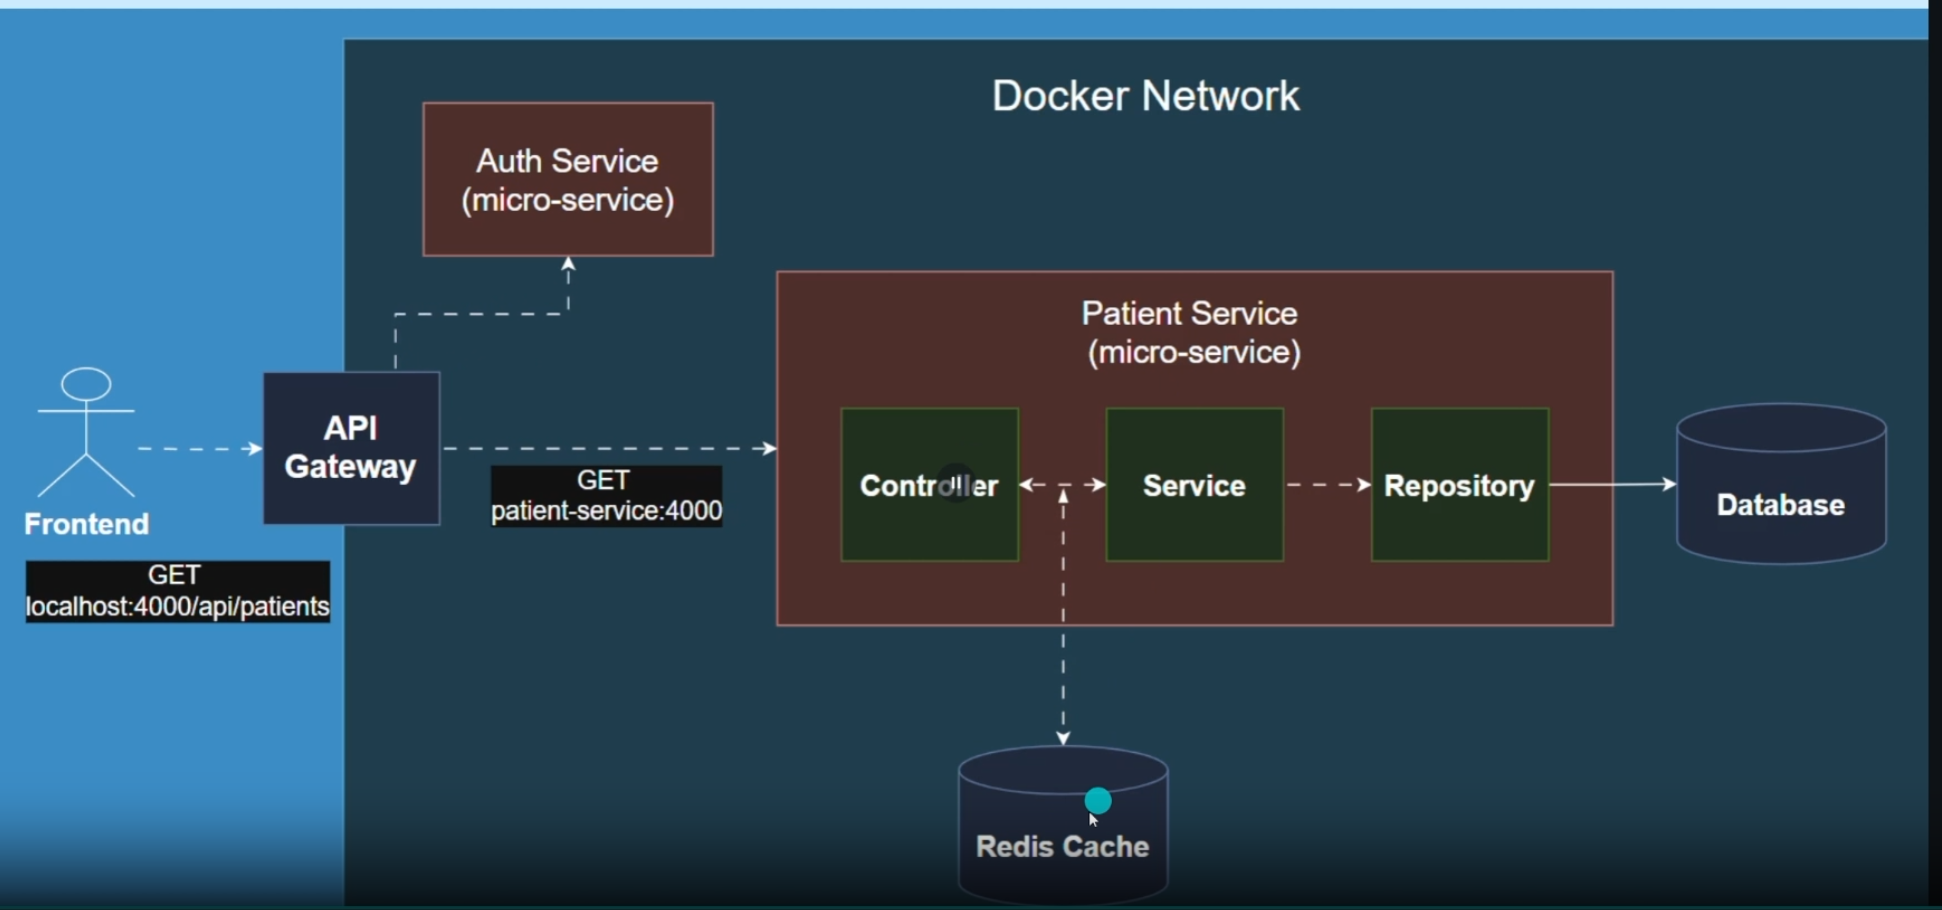 Docker Network
Auth Service
(micro-service)
Patient Service
(micro-service)
API
Gateway
GET
patient-service:4000
Controller
Service
Repository
Database
Frontend
GET
localhost:4000/api/patients
Redis Cache